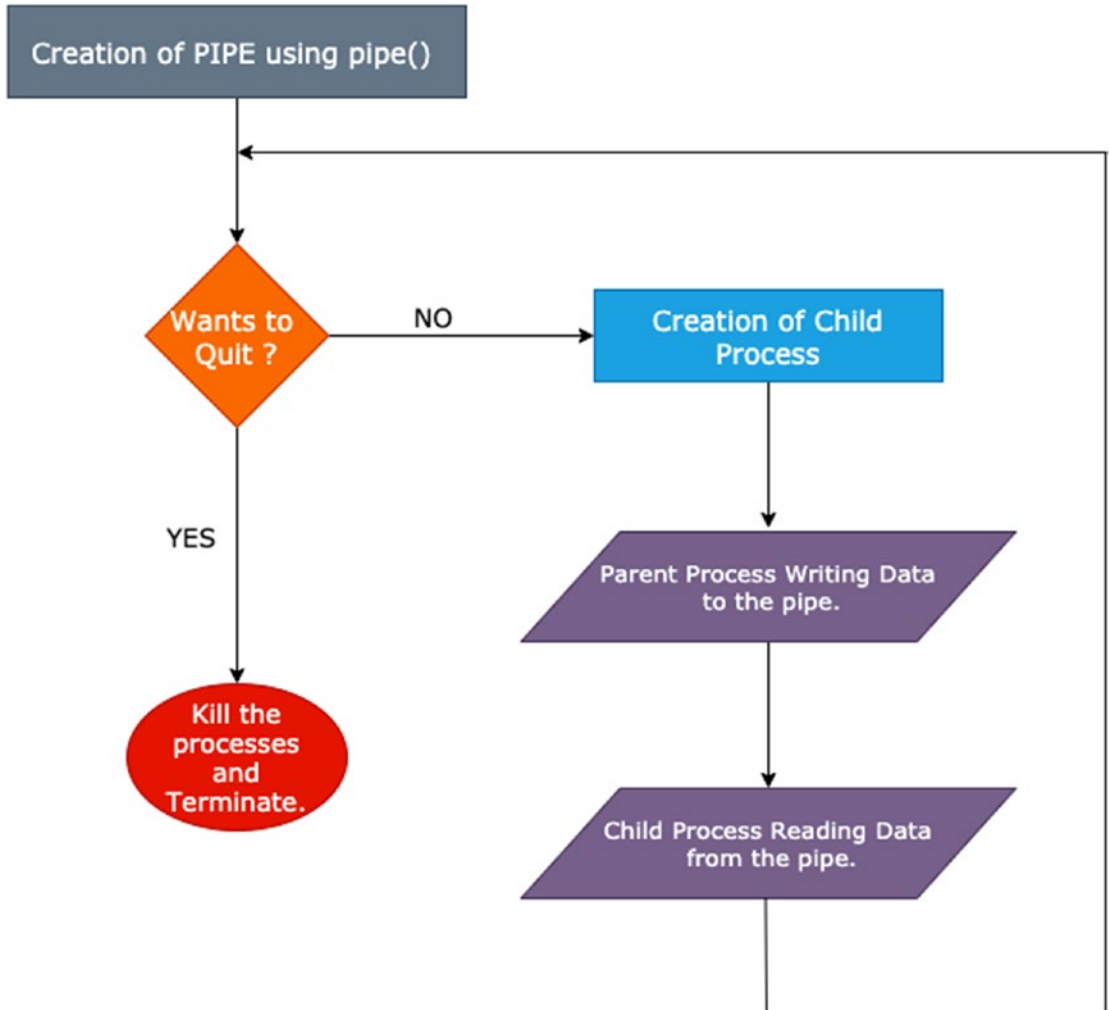 Creation of PIPE using pipe()
Wants to
Quit ?
NO
Creation of Child
Process
YES
Parent Process Writing Data
to the pipe.
Kill the
processes
and
Terminate.
Child Process Reading Data
from the pipe.